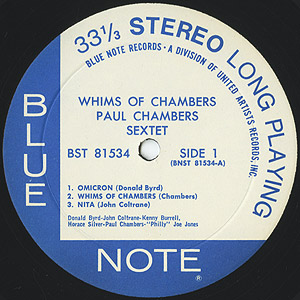 33⅓ STEREO LONG PLAYING
BLUE NOTE RECORDS • A DIVISION OF UNITED ARTISTS RECORDS, INC.
WHIMS OF CHAMBERS
PAUL CHAMBERS
SEXTET
BST 81534
SIDE 1
(BNST 81534-A)
1. OMICRON (Donald Byrd)
2. WHIMS OF CHAMBERS (Chambers)
3. NITA (John Coltrane)
Donald Byrd-John Coltrane-Kenny Burrell,
Horace Silver-Paul Chambers-"Philly" Joe Jones
BLUE
NOTE
®